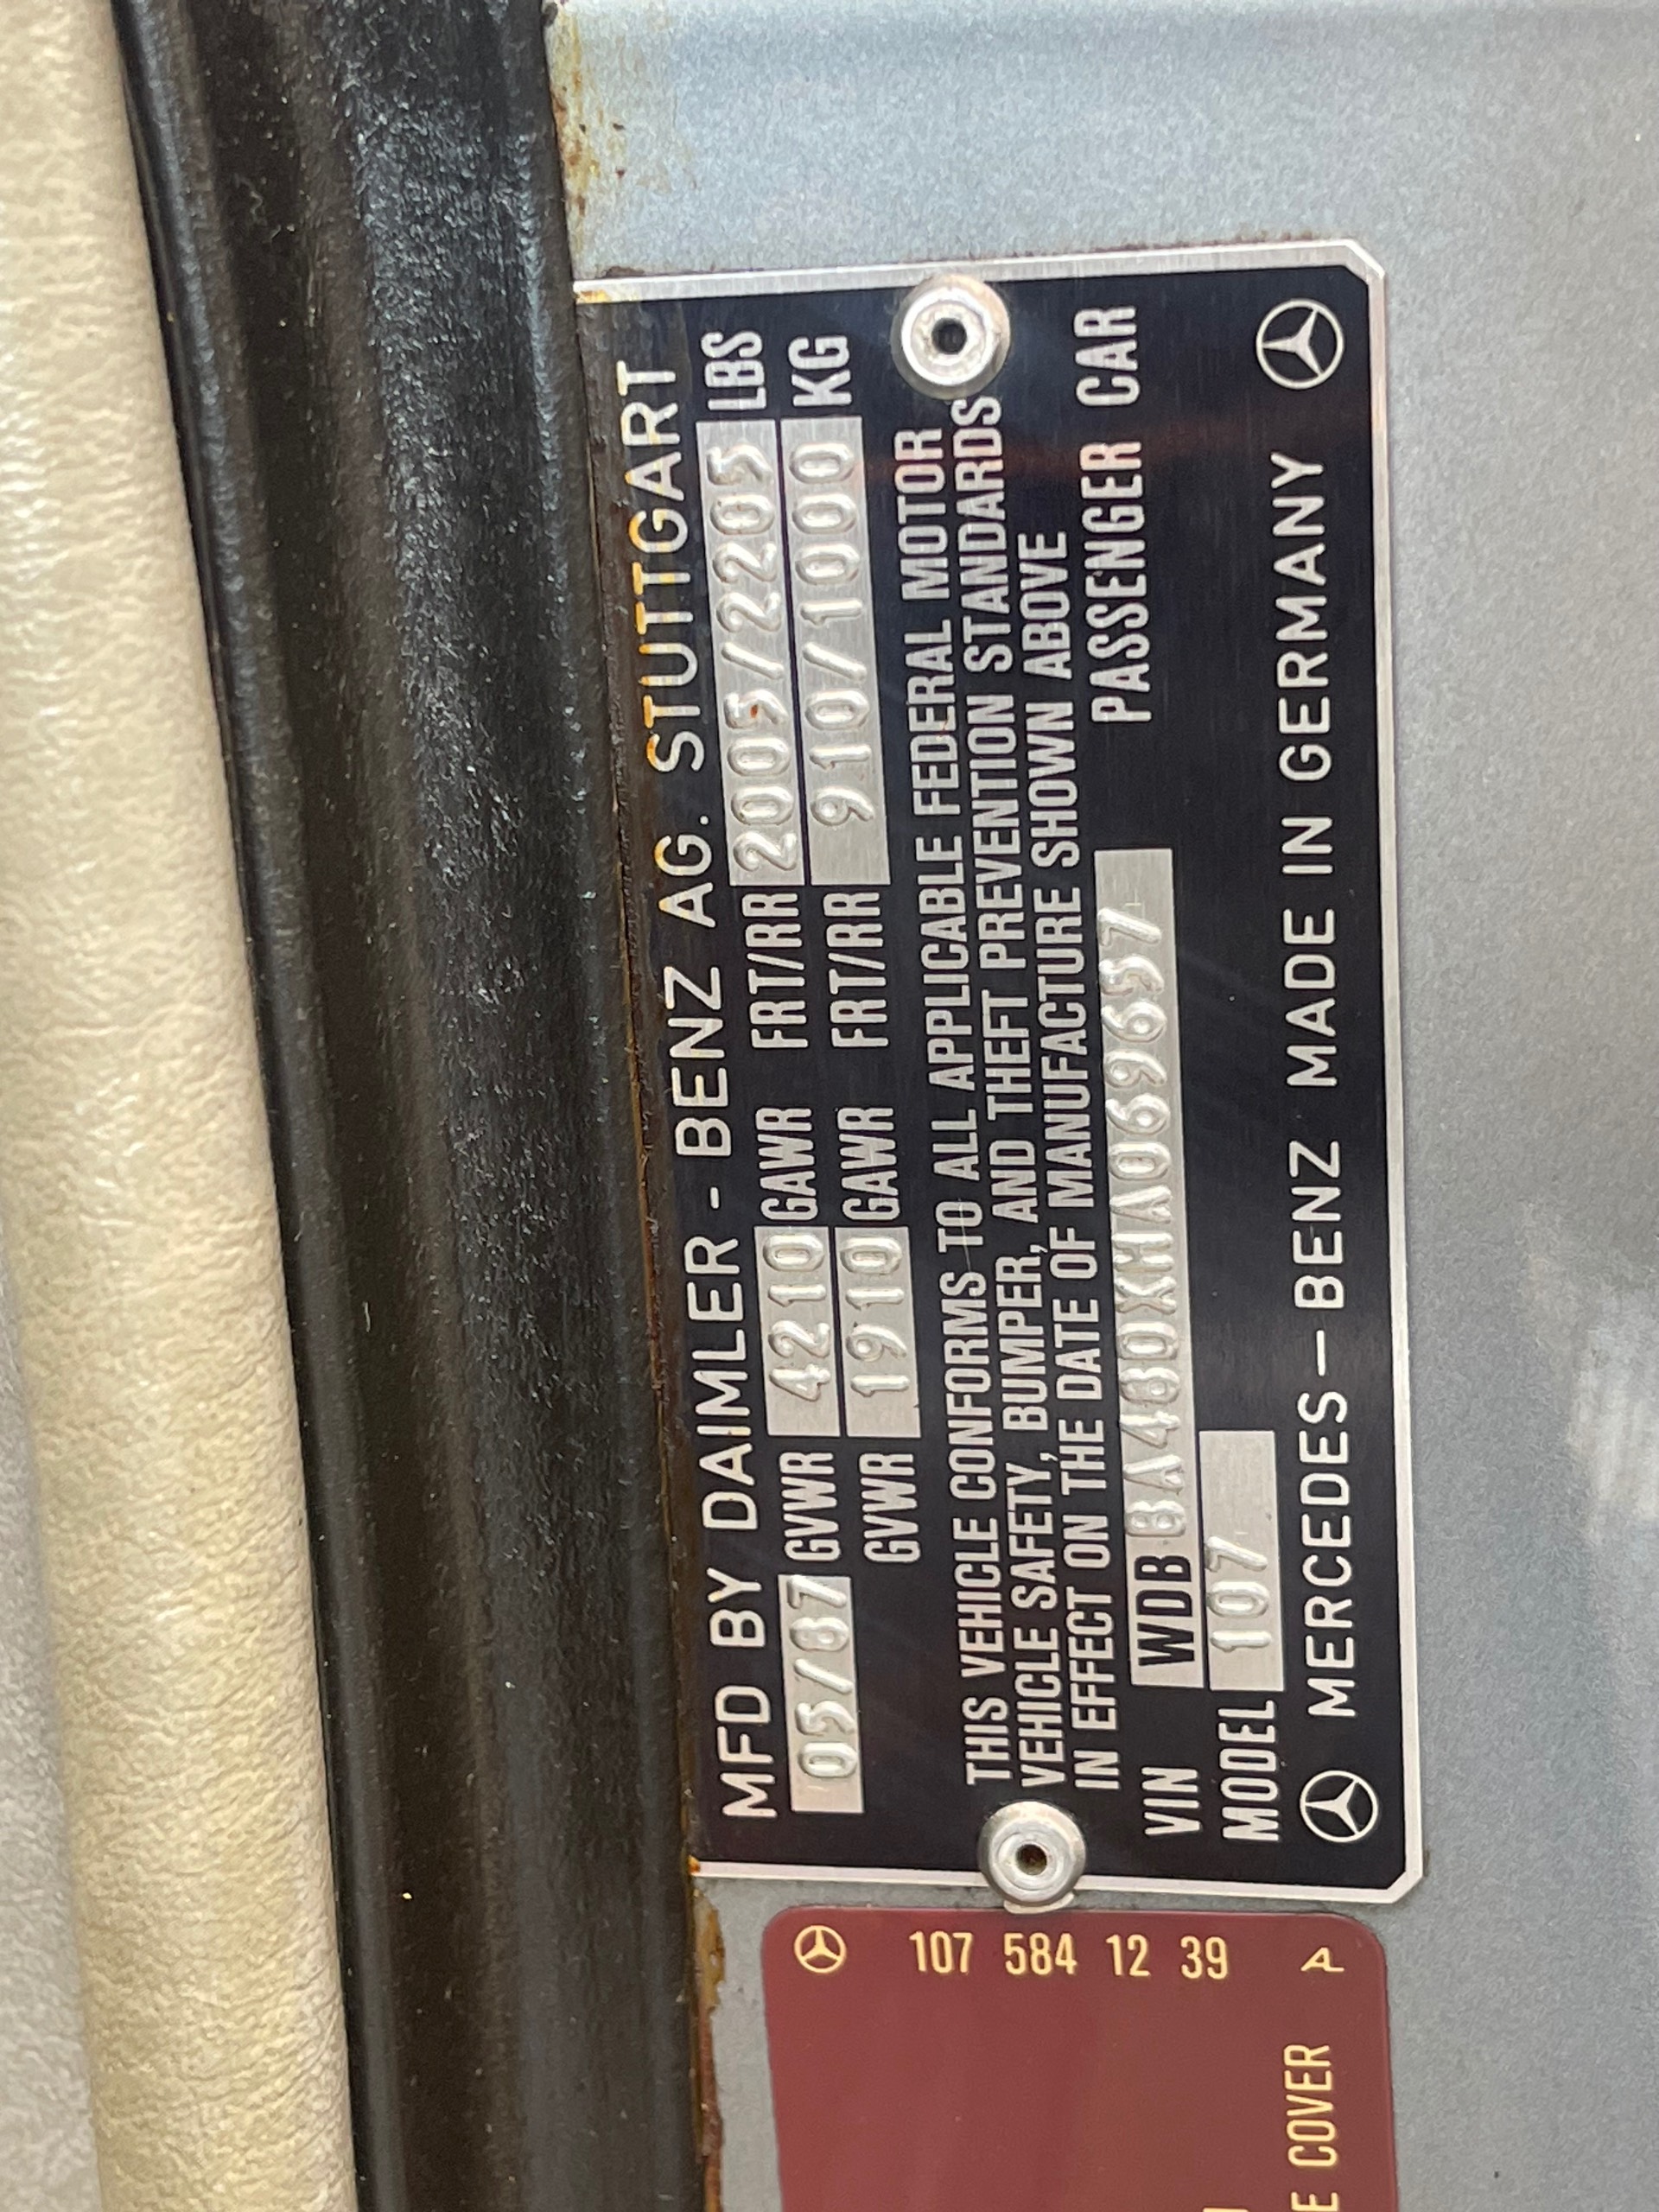 MFD BY DAIMLER - BENZ AG. STUTTGART
05/87 GVWR 4210 GAWR FRT/RR 2005/2205 LBS
GVWR 1910 GAWR FRT/RR 910/1000 KG
THIS VEHICLE CONFORMS TO ALL APPLICABLE FEDERAL MOTOR
VEHICLE SAFETY, BUMPER, AND THEFT PREVENTION STANDARDS
IN EFFECT ON THE DATE OF MANUFACTURE SHOWN ABOVE
VIN WDB BA48DXHA069657 PASSENGER CAR
MODEL 107
MERCEDES-BENZ MADE IN GERMANY
107 584 12 39 A
COVER